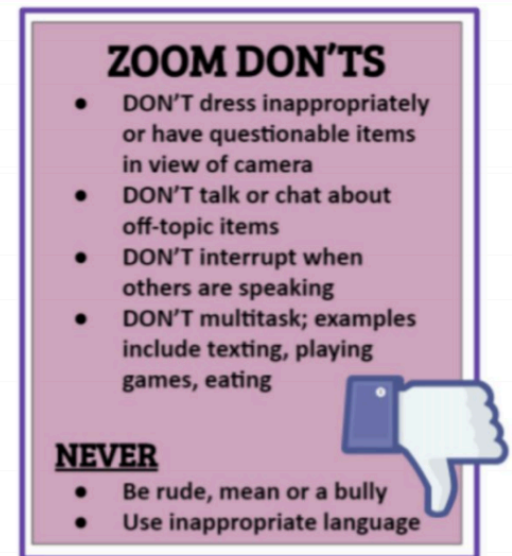 ZOOM DON'TS
● DON'T dress inappropriately
or have questionable items
in view of camera
● DON'T talk or chat about
off-topic items
● DON'T interrupt when
others are speaking
● DON'T multitask; examples
include texting, playing
games, eating
NEVER
● Be rude, mean or a bully
● Use inappropriate language